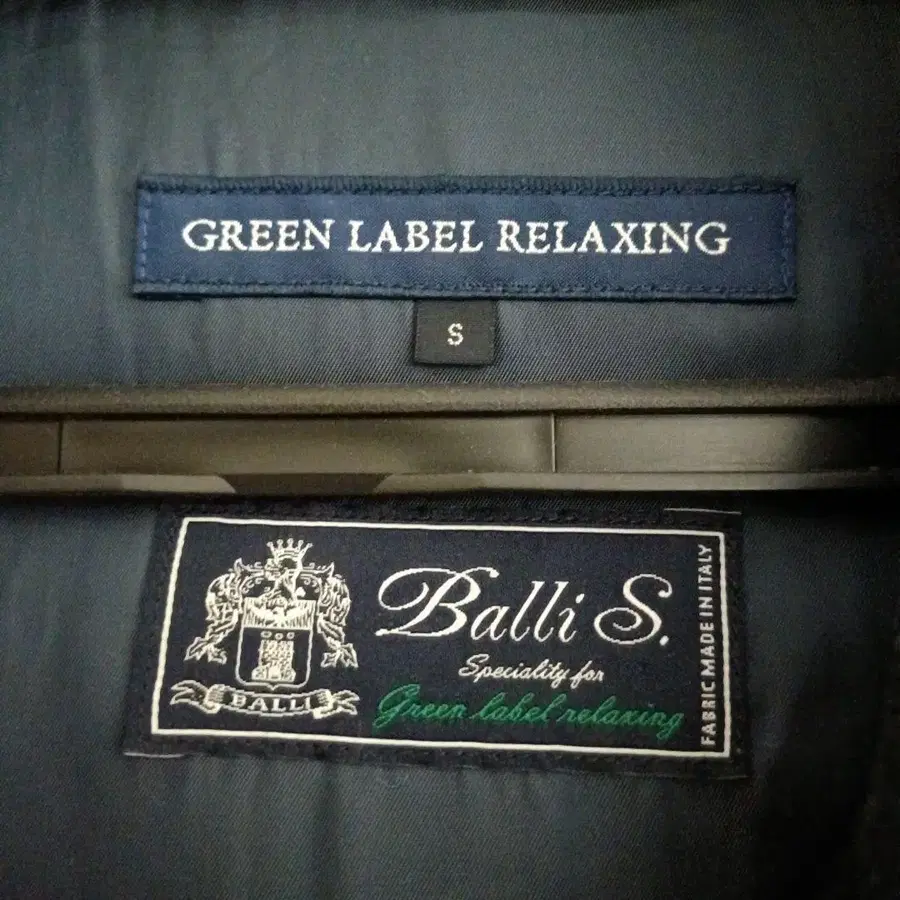 GREEN LABEL RELAXING
S
Balli S.
Speciality for
Green label relaxing
BALLI
FABRIC MADE IN ITALY